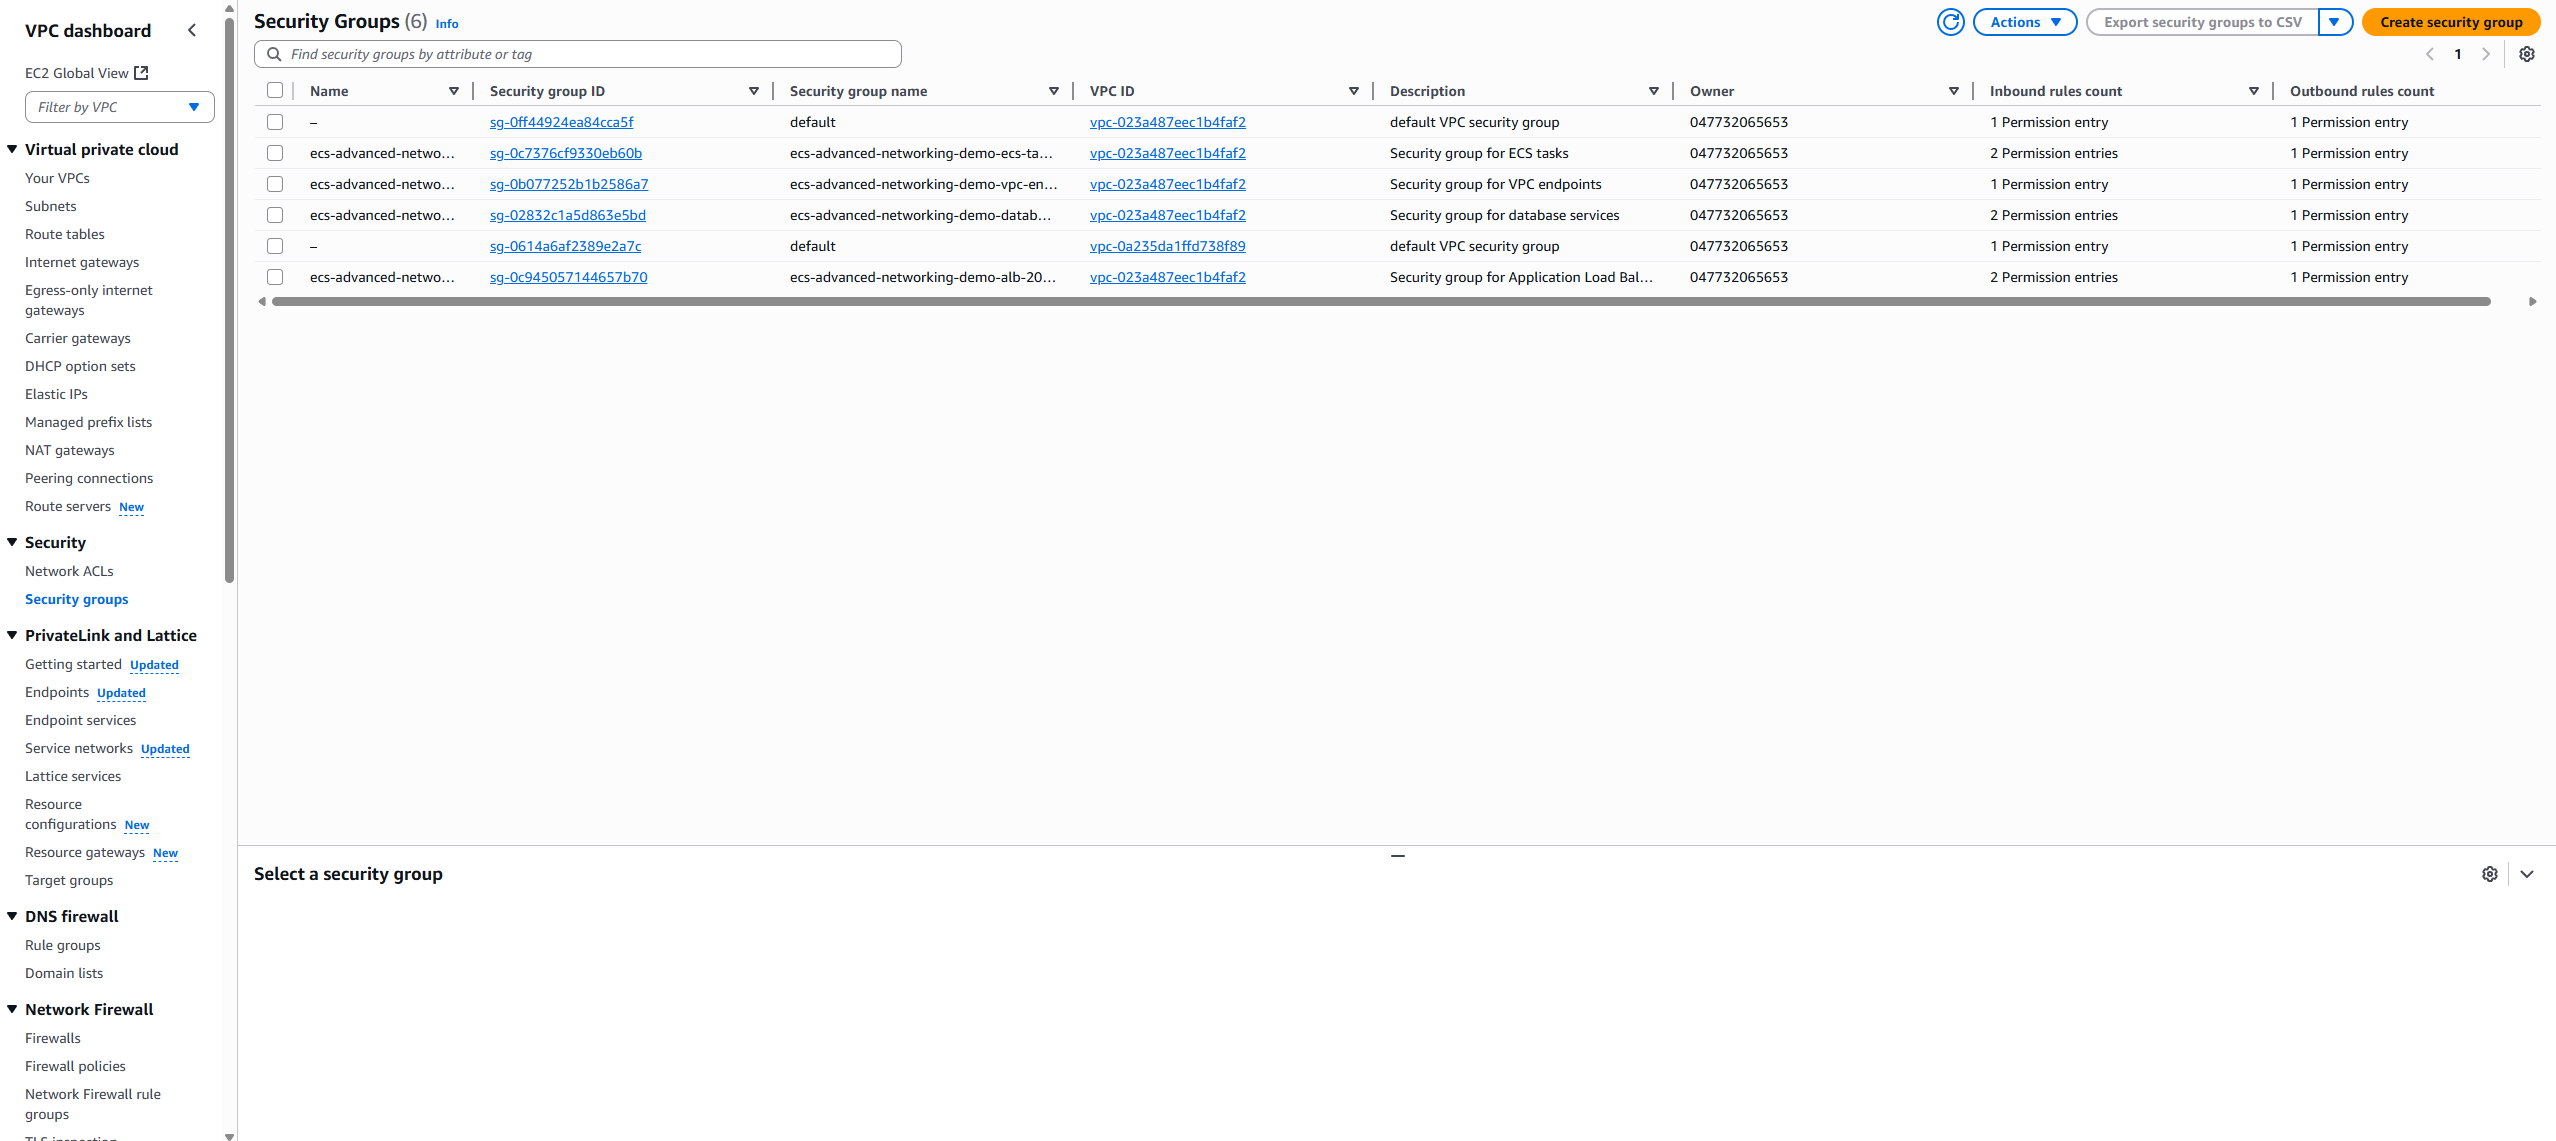 VPC dashboard
EC2 Global View
Filter by VPC
Virtual private cloud
Your VPCs
Subnets
Route tables
Internet gateways
Egress-only internet
gateways
Carrier gateways
DHCP option sets
Elastic IPs
Managed prefix lists
NAT gateways
Peering connections
Route servers New
Security
Network ACLs
Security groups
PrivateLink and Lattice
Getting started Updated
Endpoints Updated
Endpoint services
Service networks Updated
Lattice services
Resource
configurations New
Resource gateways New
Target groups
DNS firewall
Rule groups
Domain lists
Network Firewall
Firewalls
Firewall policies
Network Firewall rule
groups
Security Groups (6) Info
Actions
Export security groups to CSV
Create security group
Find security groups by attribute or tag
1
Name Security group ID Security group name VPC ID Description Owner Inbound rules count Outbound rules count
– sg-0ff44924ea84cca5f default vpc-023a487eec1b4faf2 default VPC security group 047732065653 1 Permission entry 1 Permission entry
ecs-advanced-netwo... sg-0c7376cf9330eb60b ecs-advanced-networking-demo-ecs-ta... vpc-023a487eec1b4faf2 Security group for ECS tasks 047732065653 2 Permission entries 1 Permission entry
ecs-advanced-netwo... sg-0b077252b1b2586a7 ecs-advanced-networking-demo-vpc-en... vpc-023a487eec1b4faf2 Security group for VPC endpoints 047732065653 1 Permission entry 1 Permission entry
ecs-advanced-netwo... sg-02832c1a5d863e5bd ecs-advanced-networking-demo-datab... vpc-023a487eec1b4faf2 Security group for database services 047732065653 2 Permission entries 1 Permission entry
– sg-0614a6af2389e2a7c default vpc-0a235da1ffd738f89 default VPC security group 047732065653 1 Permission entry 1 Permission entry
ecs-advanced-netwo... sg-0c945057144657b70 ecs-advanced-networking-demo-alb-20... vpc-023a487eec1b4faf2 Security group for Application Load Bal... 047732065653 2 Permission entries 1 Permission entry
Select a security group